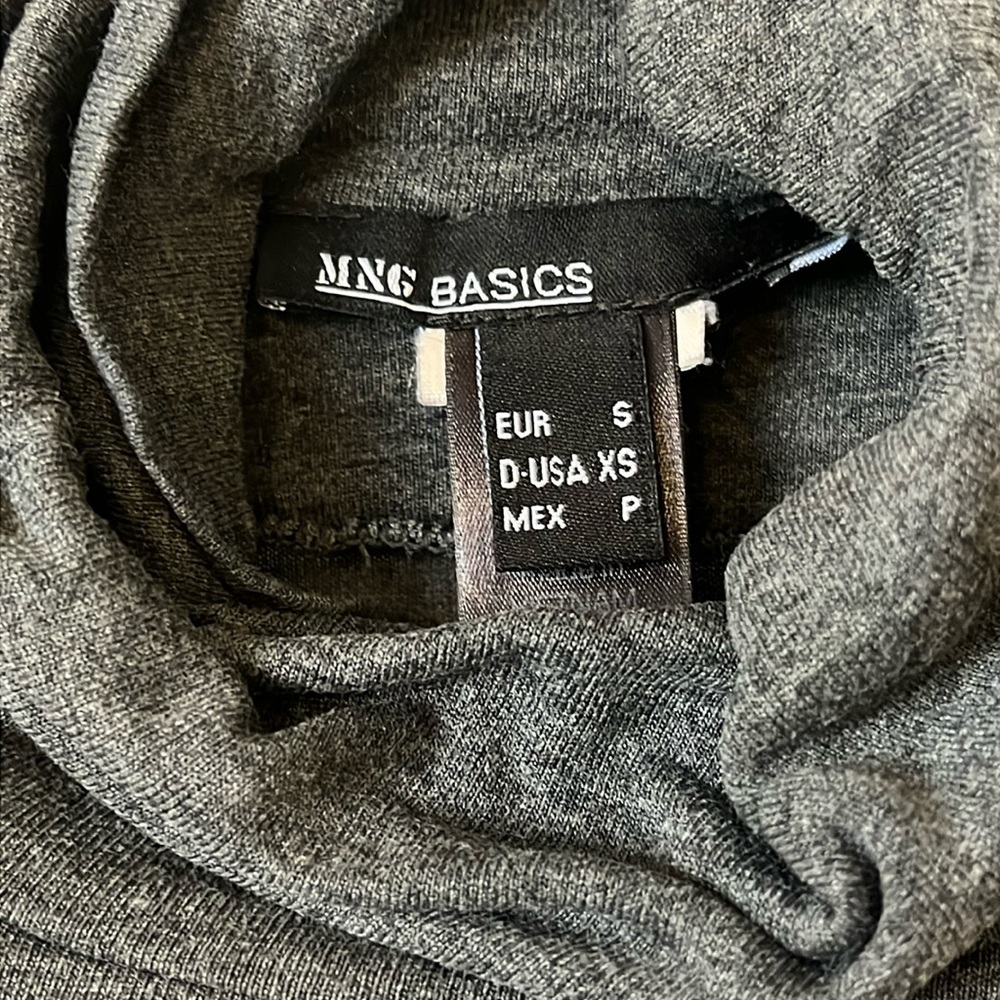 MNG BASICS
EUR S
D-USA XS
MEX P